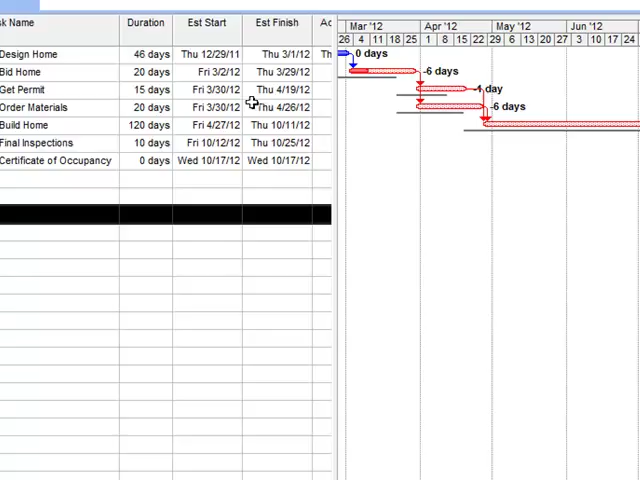 sk Name Duration Est Start Est Finish Ac
Mar '12 Apr '12 May '12 Jun '12
26 4 11 18 25 1 8 15 22 29 6 13 20 27 3 10 17 24
Design Home 46 days Thu 12/29/11 Thu 3/1/12 Th 0 days
Bid Home 20 days Fri 3/2/12 Thu 3/29/12 -6 days
Get Permit 15 days Fri 3/30/12 Thu 4/19/12 -1 day
Order Materials 20 days Fri 3/30/12 Thu 4/26/12 -6 days
Build Home 120 days Fri 4/27/12 Thu 10/11/12
Final Inspections 10 days Fri 10/12/12 Thu 10/25/12
Certificate of Occupancy 0 days Wed 10/17/12 Wed 10/17/12